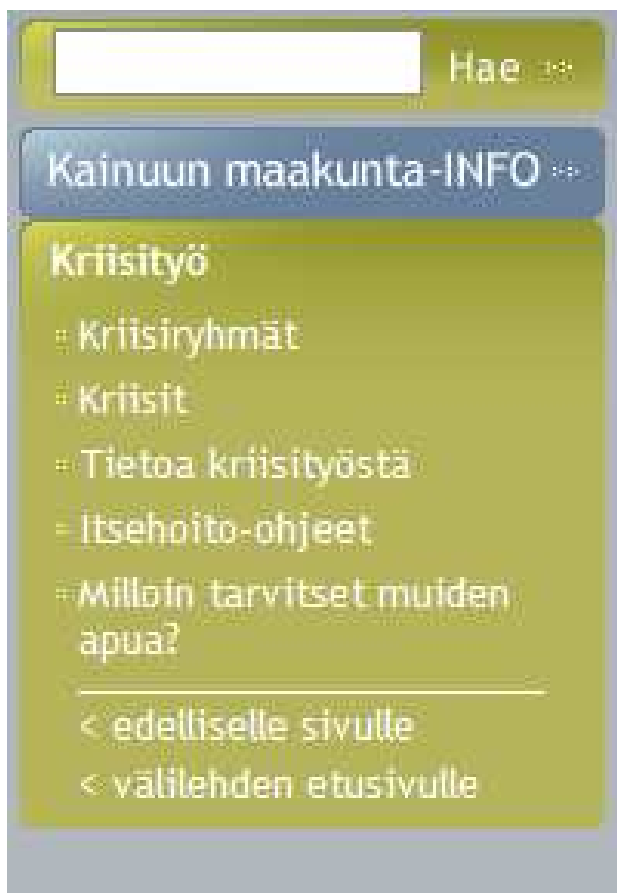 Hae
Kainuun maakunta-INFO
Kriisityö
Kriisiryhmät
Kriisit
Tietoa kriisityöstä
Itsehoito-ohjeet
Milloin tarvitset muiden
apua?
< edelliselle sivulle
< välilehden etusivulle